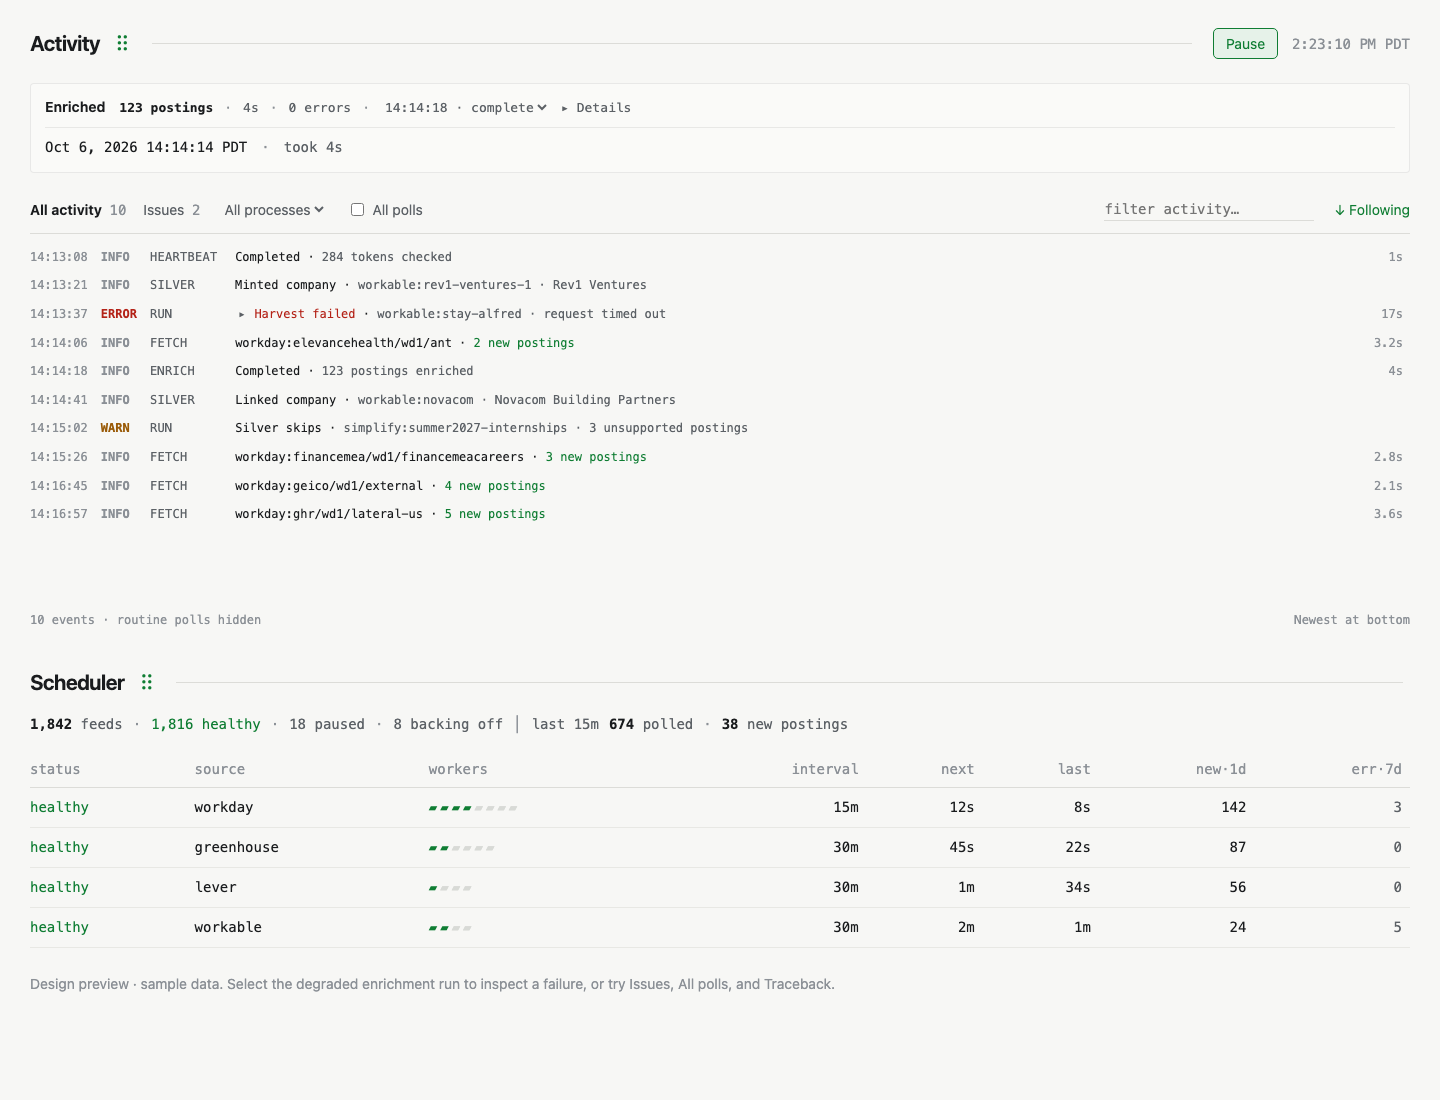 Activity Pause 2:23:10 PM PDT
Enriched 123 postings · 4s · 0 errors · 14:14:18 · complete ▸ Details
Oct 6, 2026 14:14:14 PDT · took 4s
All activity 10 Issues 2 All processes All polls filter activity… ↓ Following
14:13:08 INFO HEARTBEAT Completed · 284 tokens checked 1s
14:13:21 INFO SILVER Minted company · workable:rev1-ventures-1 · Rev1 Ventures
14:13:37 ERROR RUN ▸ Harvest failed · workable:stay-alfred · request timed out 17s
14:14:06 INFO FETCH workday:elevancehealth/wd1/ant · 2 new postings 3.2s
14:14:18 INFO ENRICH Completed · 123 postings enriched 4s
14:14:41 INFO SILVER Linked company · workable:novacom · Novacom Building Partners
14:15:02 WARN RUN Silver skips · simplify:summer2027-internships · 3 unsupported postings
14:15:26 INFO FETCH workday:financemea/wd1/financemeacareers · 3 new postings 2.8s
14:16:45 INFO FETCH workday:geico/wd1/external · 4 new postings 2.1s
14:16:57 INFO FETCH workday:ghr/wd1/lateral-us · 5 new postings 3.6s
10 events · routine polls hidden Newest at bottom
Scheduler
1,842 feeds · 1,816 healthy · 18 paused · 8 backing off │ last 15m 674 polled · 38 new postings
status source workers interval next last new·1d err·7d
healthy workday 15m 12s 8s 142 3
healthy greenhouse 30m 45s 22s 87 0
healthy lever 30m 1m 34s 56 0
healthy workable 30m 2m 1m 24 5
Design preview · sample data. Select the degraded enrichment run to inspect a failure, or try Issues, All polls, and Traceback.